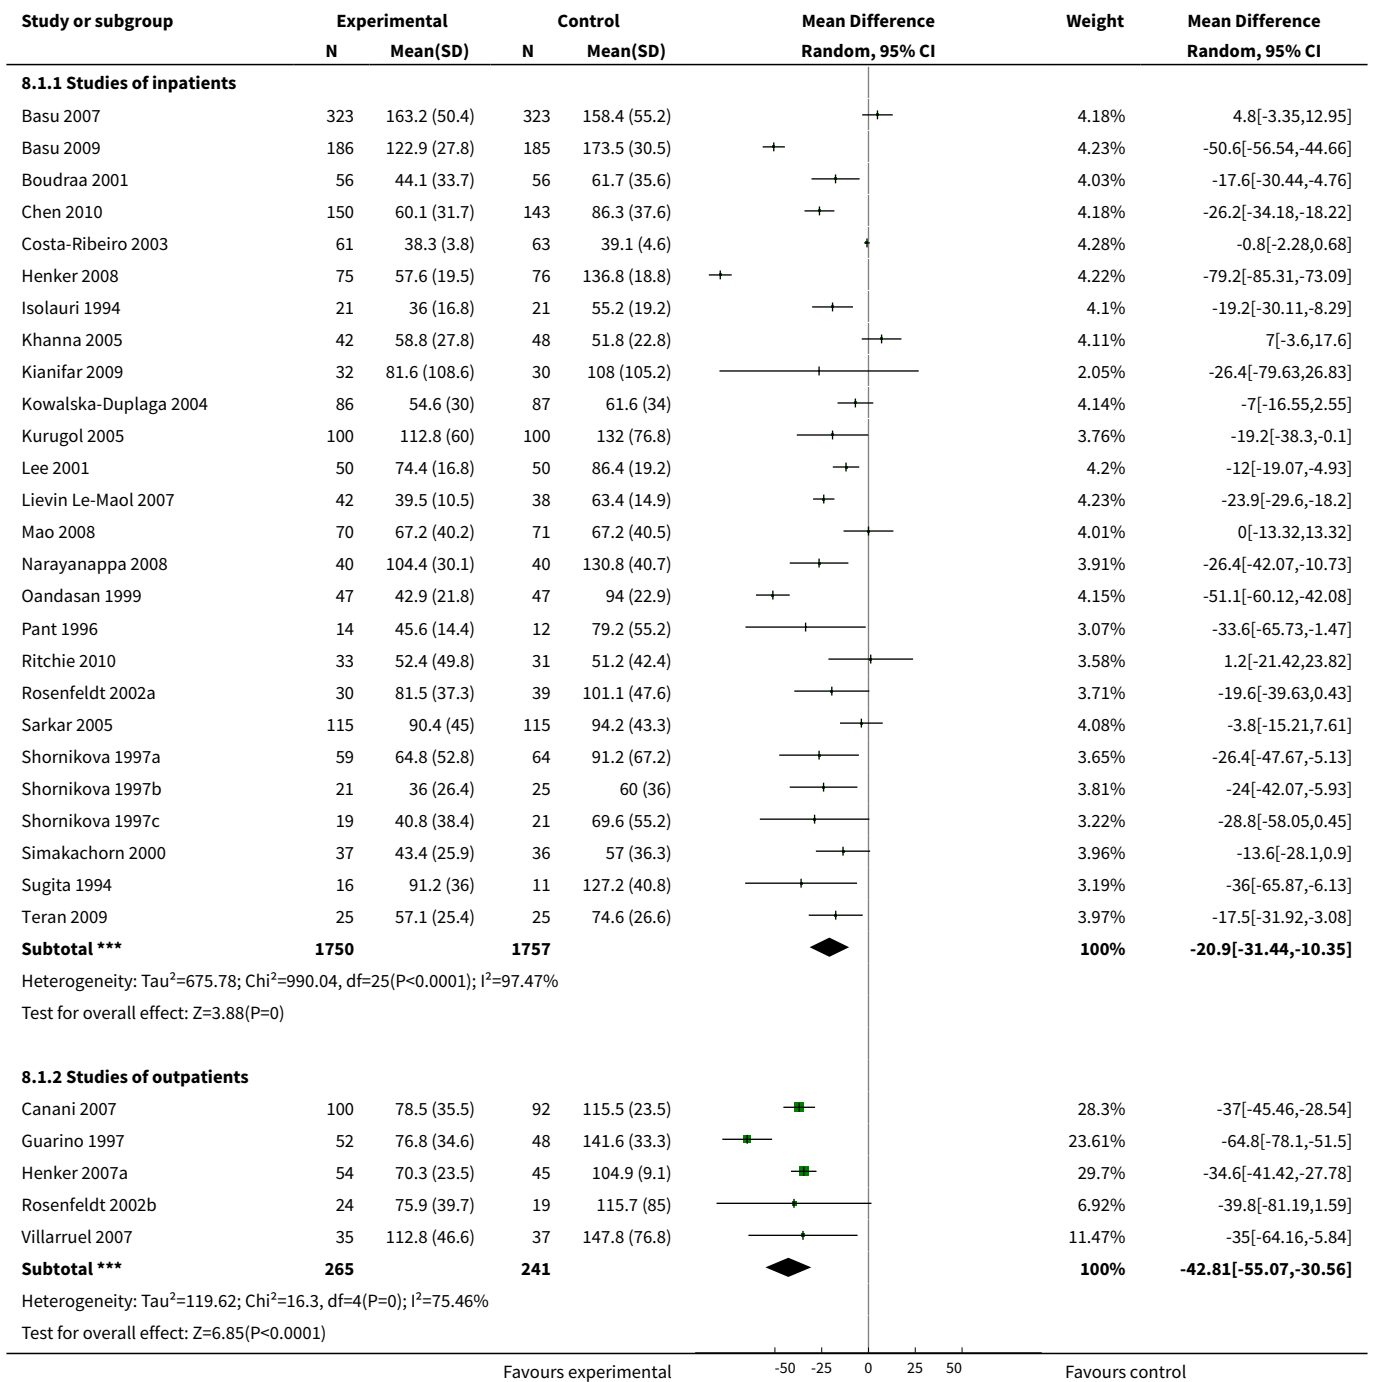 Study or subgroup Experimental Control Mean Difference Weight Mean Difference
N Mean(SD) N Mean(SD) Random, 95% CI Random, 95% CI
8.1.1 Studies of inpatients
Basu 2007 323 163.2 (50.4) 323 158.4 (55.2) 4.18% 4.8[-3.35,12.95]
Basu 2009 186 122.9 (27.8) 185 173.5 (30.5) 4.23% -50.6[-56.54,-44.66]
Boudraa 2001 56 44.1 (33.7) 56 61.7 (35.6) 4.03% -17.6[-30.44,-4.76]
Chen 2010 150 60.1 (31.7) 143 86.3 (37.6) 4.18% -26.2[-34.18,-18.22]
Costa-Ribeiro 2003 61 38.3 (3.8) 63 39.1 (4.6) 4.28% -0.8[-2.28,0.68]
Henker 2008 75 57.6 (19.5) 76 136.8 (18.8) 4.22% -79.2[-85.31,-73.09]
Isolauri 1994 21 36 (16.8) 21 55.2 (19.2) 4.1% -19.2[-30.11,-8.29]
Khanna 2005 42 58.8 (27.8) 48 51.8 (22.8) 4.11% 7[-3.6,17.6]
Kianifar 2009 32 81.6 (108.6) 30 108 (105.2) 2.05% -26.4[-79.63,26.83]
Kowalska-Duplaga 2004 86 54.6 (30) 87 61.6 (34) 4.14% -7[-16.55,2.55]
Kurugol 2005 100 112.8 (60) 100 132 (76.8) 3.76% -19.2[-38.3,-0.1]
Lee 2001 50 74.4 (16.8) 50 86.4 (19.2) 4.2% -12[-19.07,-4.93]
Lievin Le-Maol 2007 42 39.5 (10.5) 38 63.4 (14.9) 4.23% -23.9[-29.6,-18.2]
Mao 2008 70 67.2 (40.2) 71 67.2 (40.5) 4.01% 0[-13.32,13.32]
Narayanappa 2008 40 104.4 (30.1) 40 130.8 (40.7) 3.91% -26.4[-42.07,-10.73]
Oandasan 1999 47 42.9 (21.8) 47 94 (22.9) 4.15% -51.1[-60.12,-42.08]
Pant 1996 14 45.6 (14.4) 12 79.2 (55.2) 3.07% -33.6[-65.73,-1.47]
Ritchie 2010 33 52.4 (49.8) 31 51.2 (42.4) 3.58% 1.2[-21.42,23.82]
Rosenfeldt 2002a 30 81.5 (37.3) 39 101.1 (47.6) 3.71% -19.6[-39.63,0.43]
Sarkar 2005 115 90.4 (45) 115 94.2 (43.3) 4.08% -3.8[-15.21,7.61]
Shornikova 1997a 59 64.8 (52.8) 64 91.2 (67.2) 3.65% -26.4[-47.67,-5.13]
Shornikova 1997b 21 36 (26.4) 25 60 (36) 3.81% -24[-42.07,-5.93]
Shornikova 1997c 19 40.8 (38.4) 21 69.6 (55.2) 3.22% -28.8[-58.05,0.45]
Simakachorn 2000 37 43.4 (25.9) 36 57 (36.3) 3.96% -13.6[-28.1,0.9]
Sugita 1994 16 91.2 (36) 11 127.2 (40.8) 3.19% -36[-65.87,-6.13]
Teran 2009 25 57.1 (25.4) 25 74.6 (26.6) 3.97% -17.5[-31.92,-3.08]
Subtotal *** 1750 1757 100% -20.9[-31.44,-10.35]
Heterogeneity: Tau²=675.78; Chi²=990.04, df=25(P<0.0001); I²=97.47%
Test for overall effect: Z=3.88(P=0)
8.1.2 Studies of outpatients
Canani 2007 100 78.5 (35.5) 92 115.5 (23.5) 28.3% -37[-45.46,-28.54]
Guarino 1997 52 76.8 (34.6) 48 141.6 (33.3) 23.61% -64.8[-78.1,-51.5]
Henker 2007a 54 70.3 (23.5) 45 104.9 (9.1) 29.7% -34.6[-41.42,-27.78]
Rosenfeldt 2002b 24 75.9 (39.7) 19 115.7 (85) 6.92% -39.8[-81.19,1.59]
Villarruel 2007 35 112.8 (46.6) 37 147.8 (76.8) 11.47% -35[-64.16,-5.84]
Subtotal *** 265 241 100% -42.81[-55.07,-30.56]
Heterogeneity: Tau²=119.62; Chi²=16.3, df=4(P=0); I²=75.46%
Test for overall effect: Z=6.85(P<0.0001)
Favours experimental -50 -25 0 25 50 Favours control